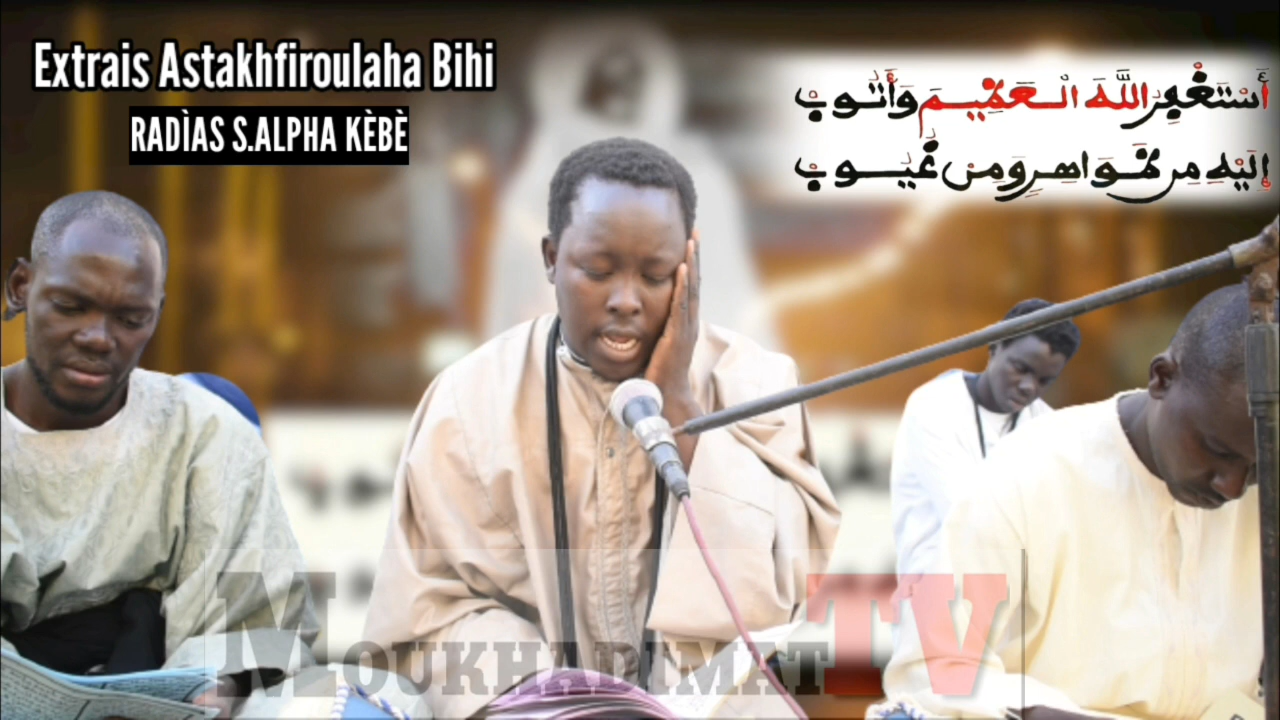 Extrais Astakhfiroulaha Bihi
RADÌAS S.ALPHA KÈBÈ
أَسْتَغْفِرُ اللَّهَ الْعَظِيمَ وَأَتُوبُ
إِلَيْهِ مِن ظَوَاهِرِ وَمِن غُيُوبِ
MOUKHADIMAT TV